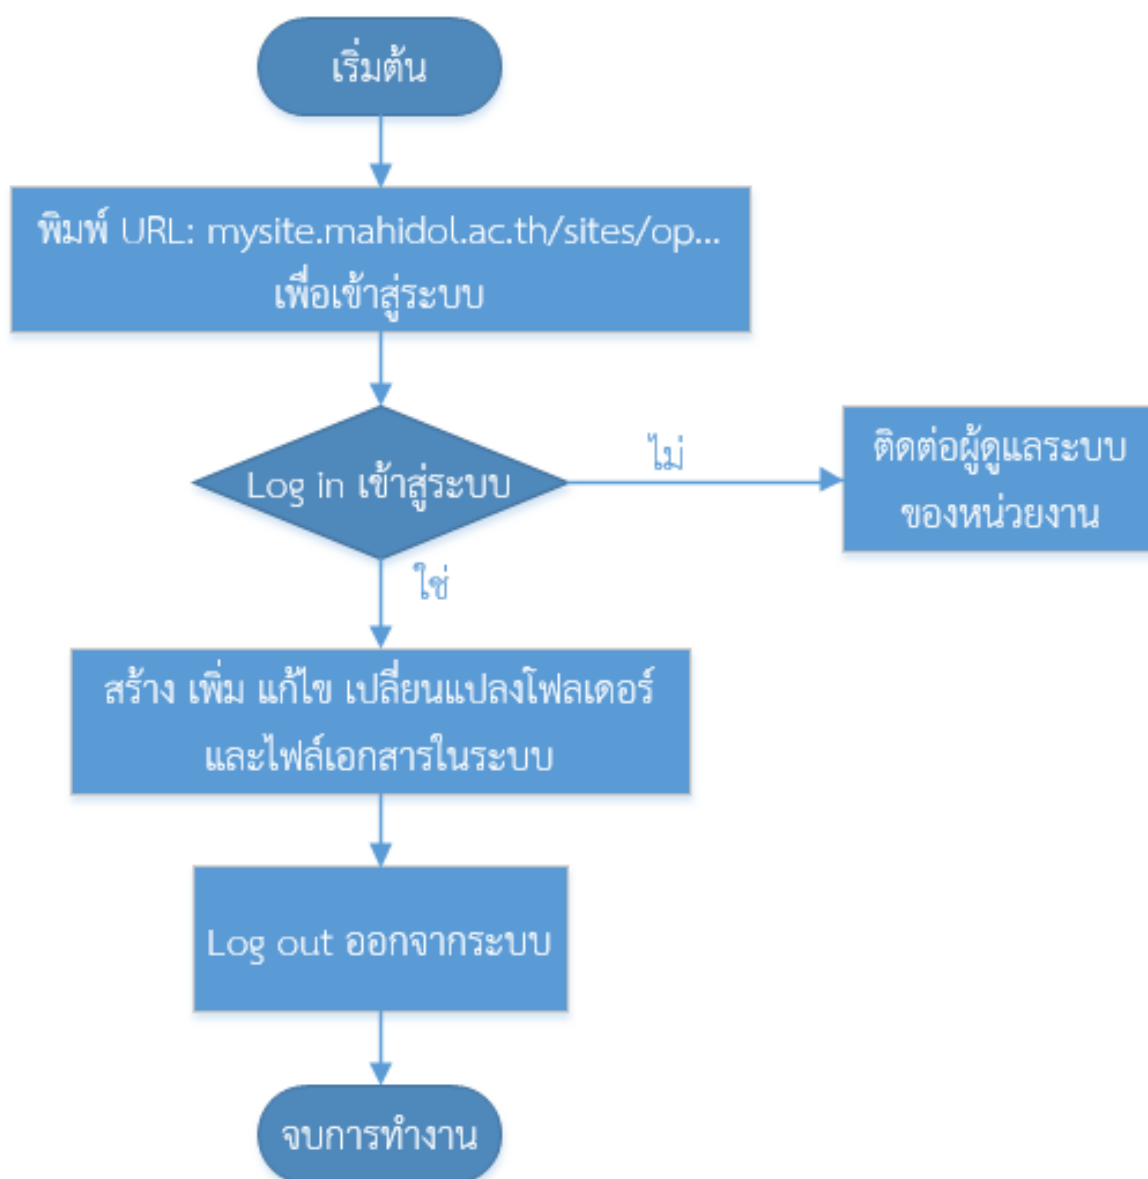 เริ่มต้น
พิมพ์ URL: mysite.mahidol.ac.th/sites/op...
เพื่อเข้าสู่ระบบ
Log in เข้าสู่ระบบ
ไม่
ติดต่อผู้ดูแลระบบ
ของหน่วยงาน
ใช่
สร้าง เพิ่ม แก้ไข เปลี่ยนแปลงโฟลเดอร์
และไฟล์เอกสารในระบบ
Log out ออกจากระบบ
จบการทำงาน